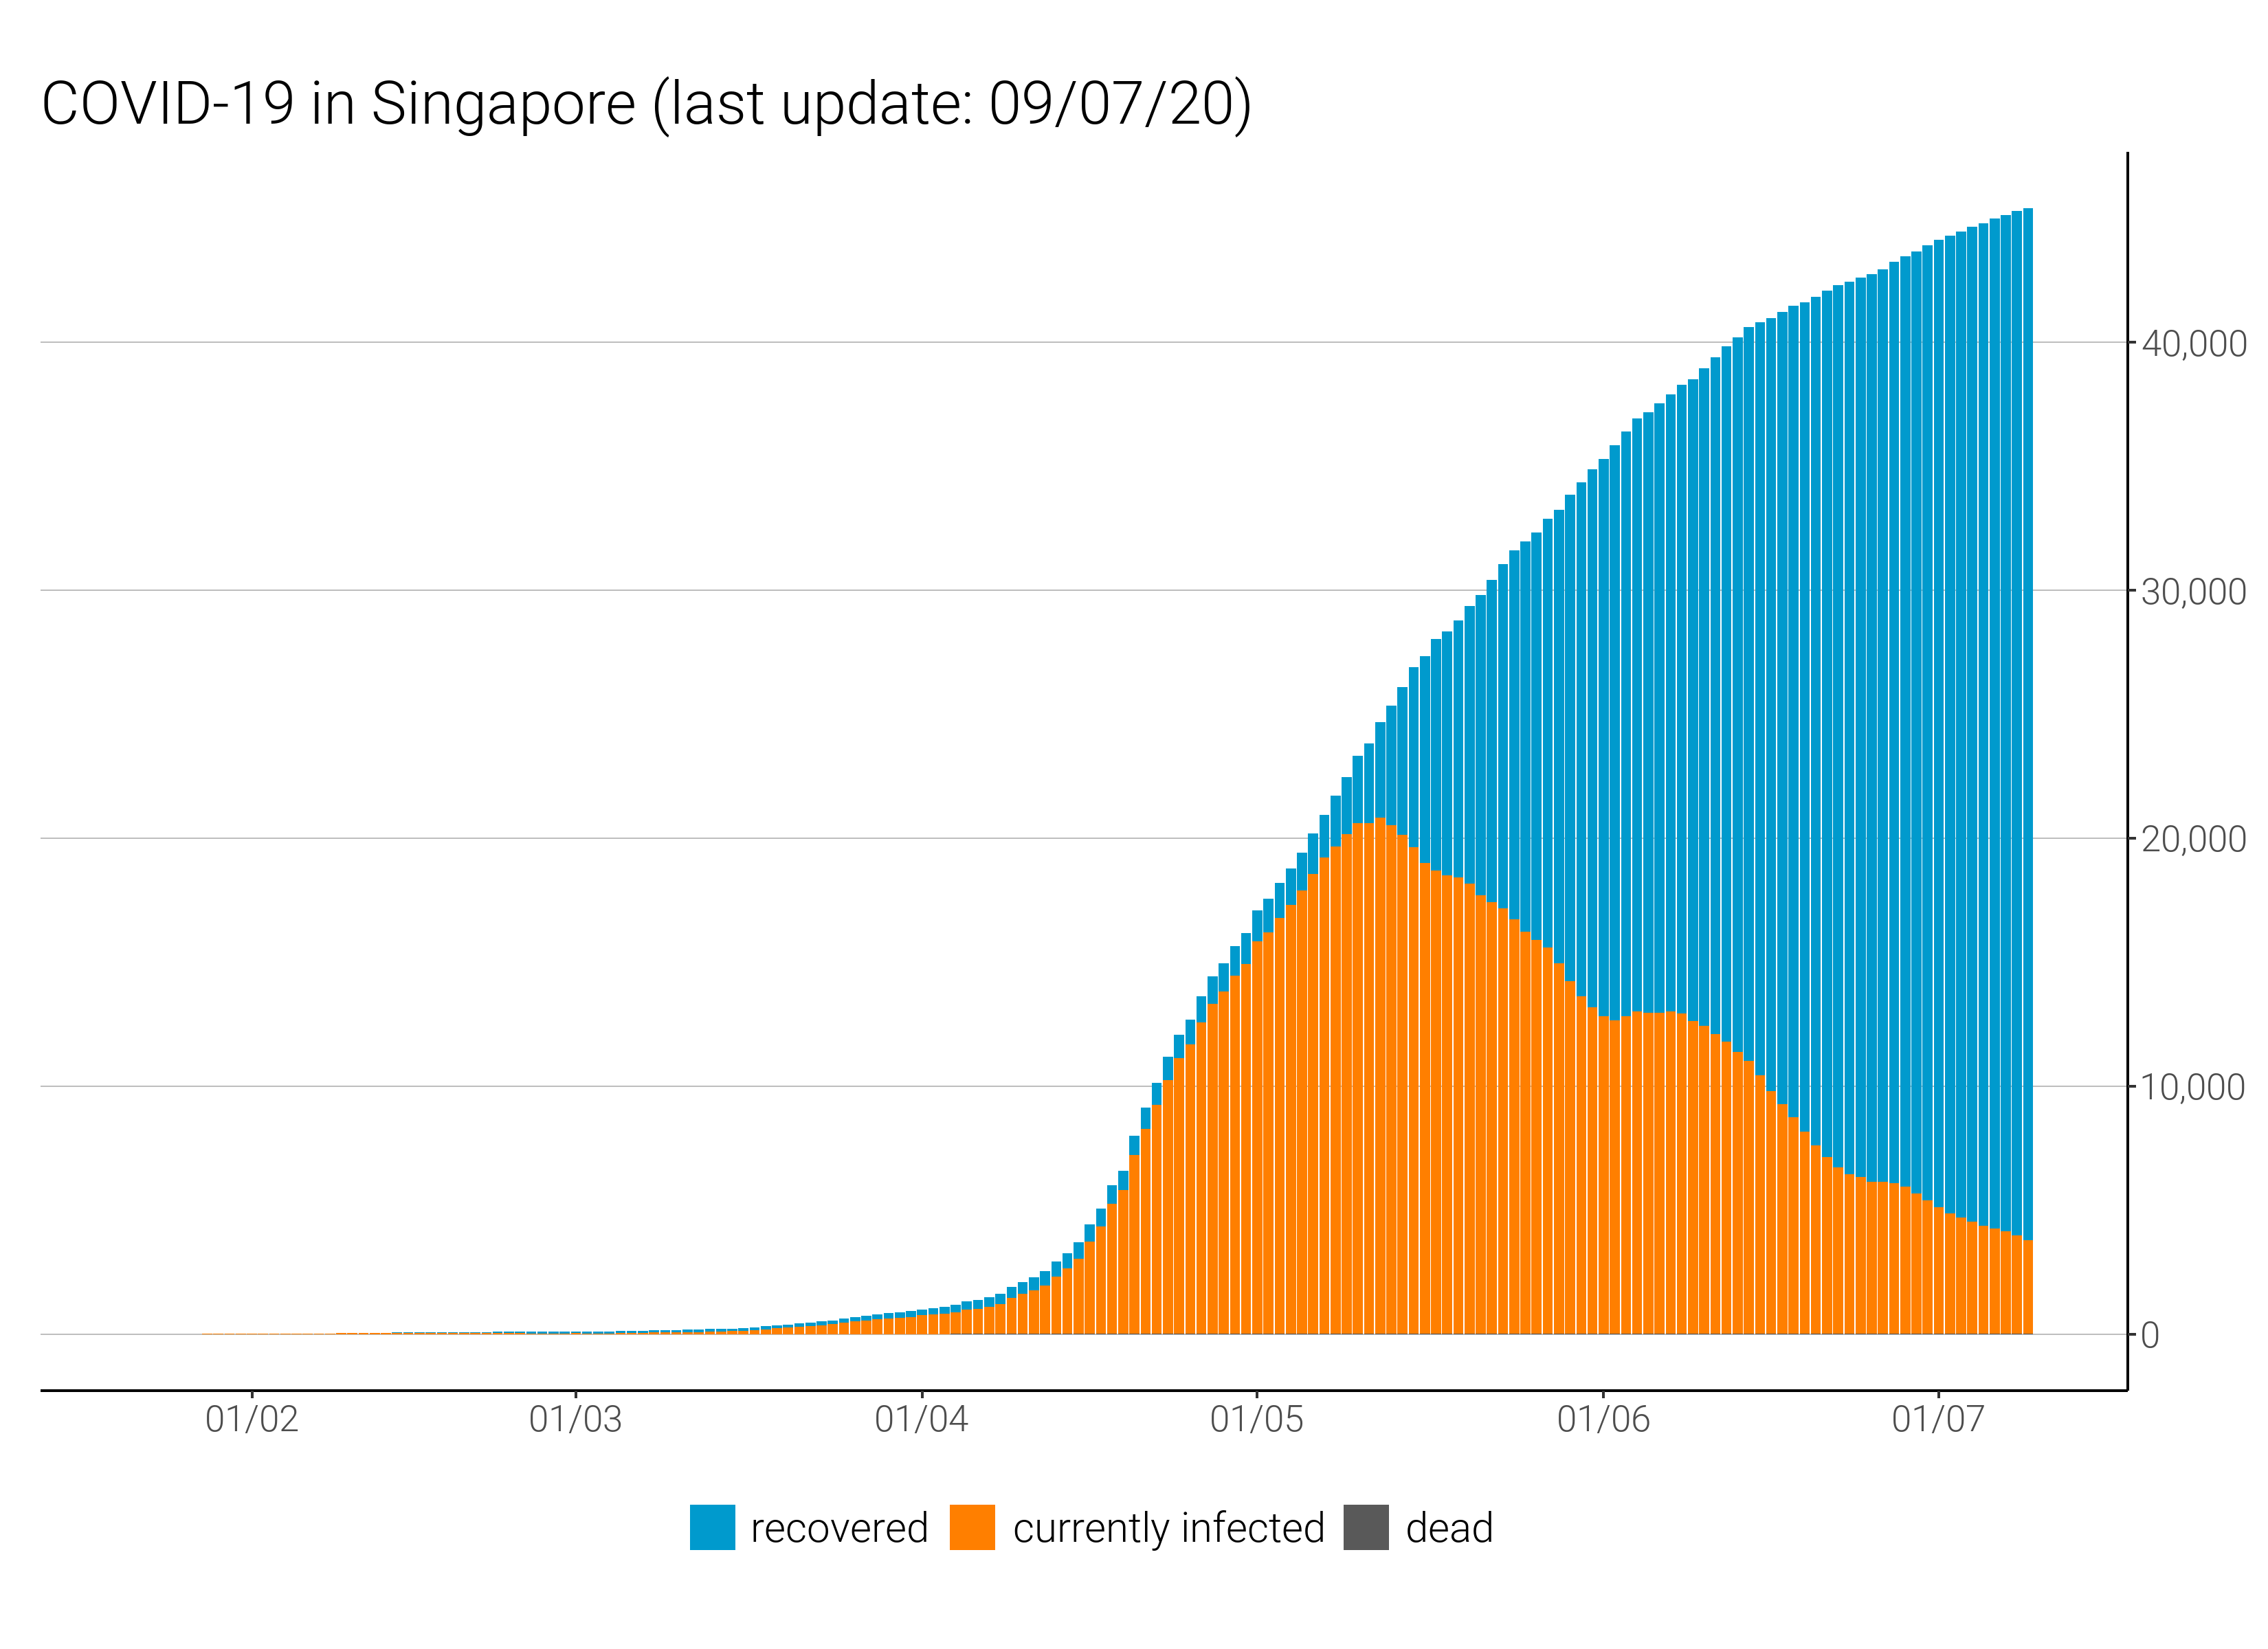 COVID-19 in Singapore (last update: 09/07/20)
40,000
30,000
20,000
10,000
0
01/02 01/03 01/04 01/05 01/06 01/07
recovered currently infected dead